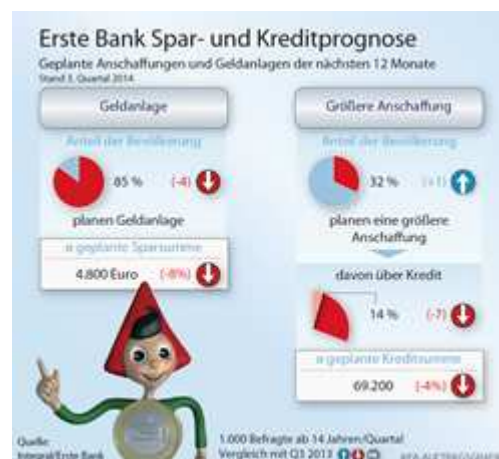 Erste Bank Spar- und Kreditprognose
Geplante Anschaffungen und Geldanlagen der nächsten 12 Monate
Stand 3. Quartal 2014
Geldanlage
Anteil der Bevölkerung
85 % (-4)
planen Geldanlage
ø geplante Sparsumme
4.800 Euro (-8%)
Größere Anschaffung
Anteil der Bevölkerung
32 % (+1)
planen eine größere
Anschaffung
davon über Kredit
14 % (-7)
ø geplante Kreditsumme
69.200 (-4%)
Quelle:
Integral/Erste Bank
1.000 Befragte ab 14 Jahren/Quartal
Vergleich mit Q3 2013
APA-AUFTRAGSGRAFIK